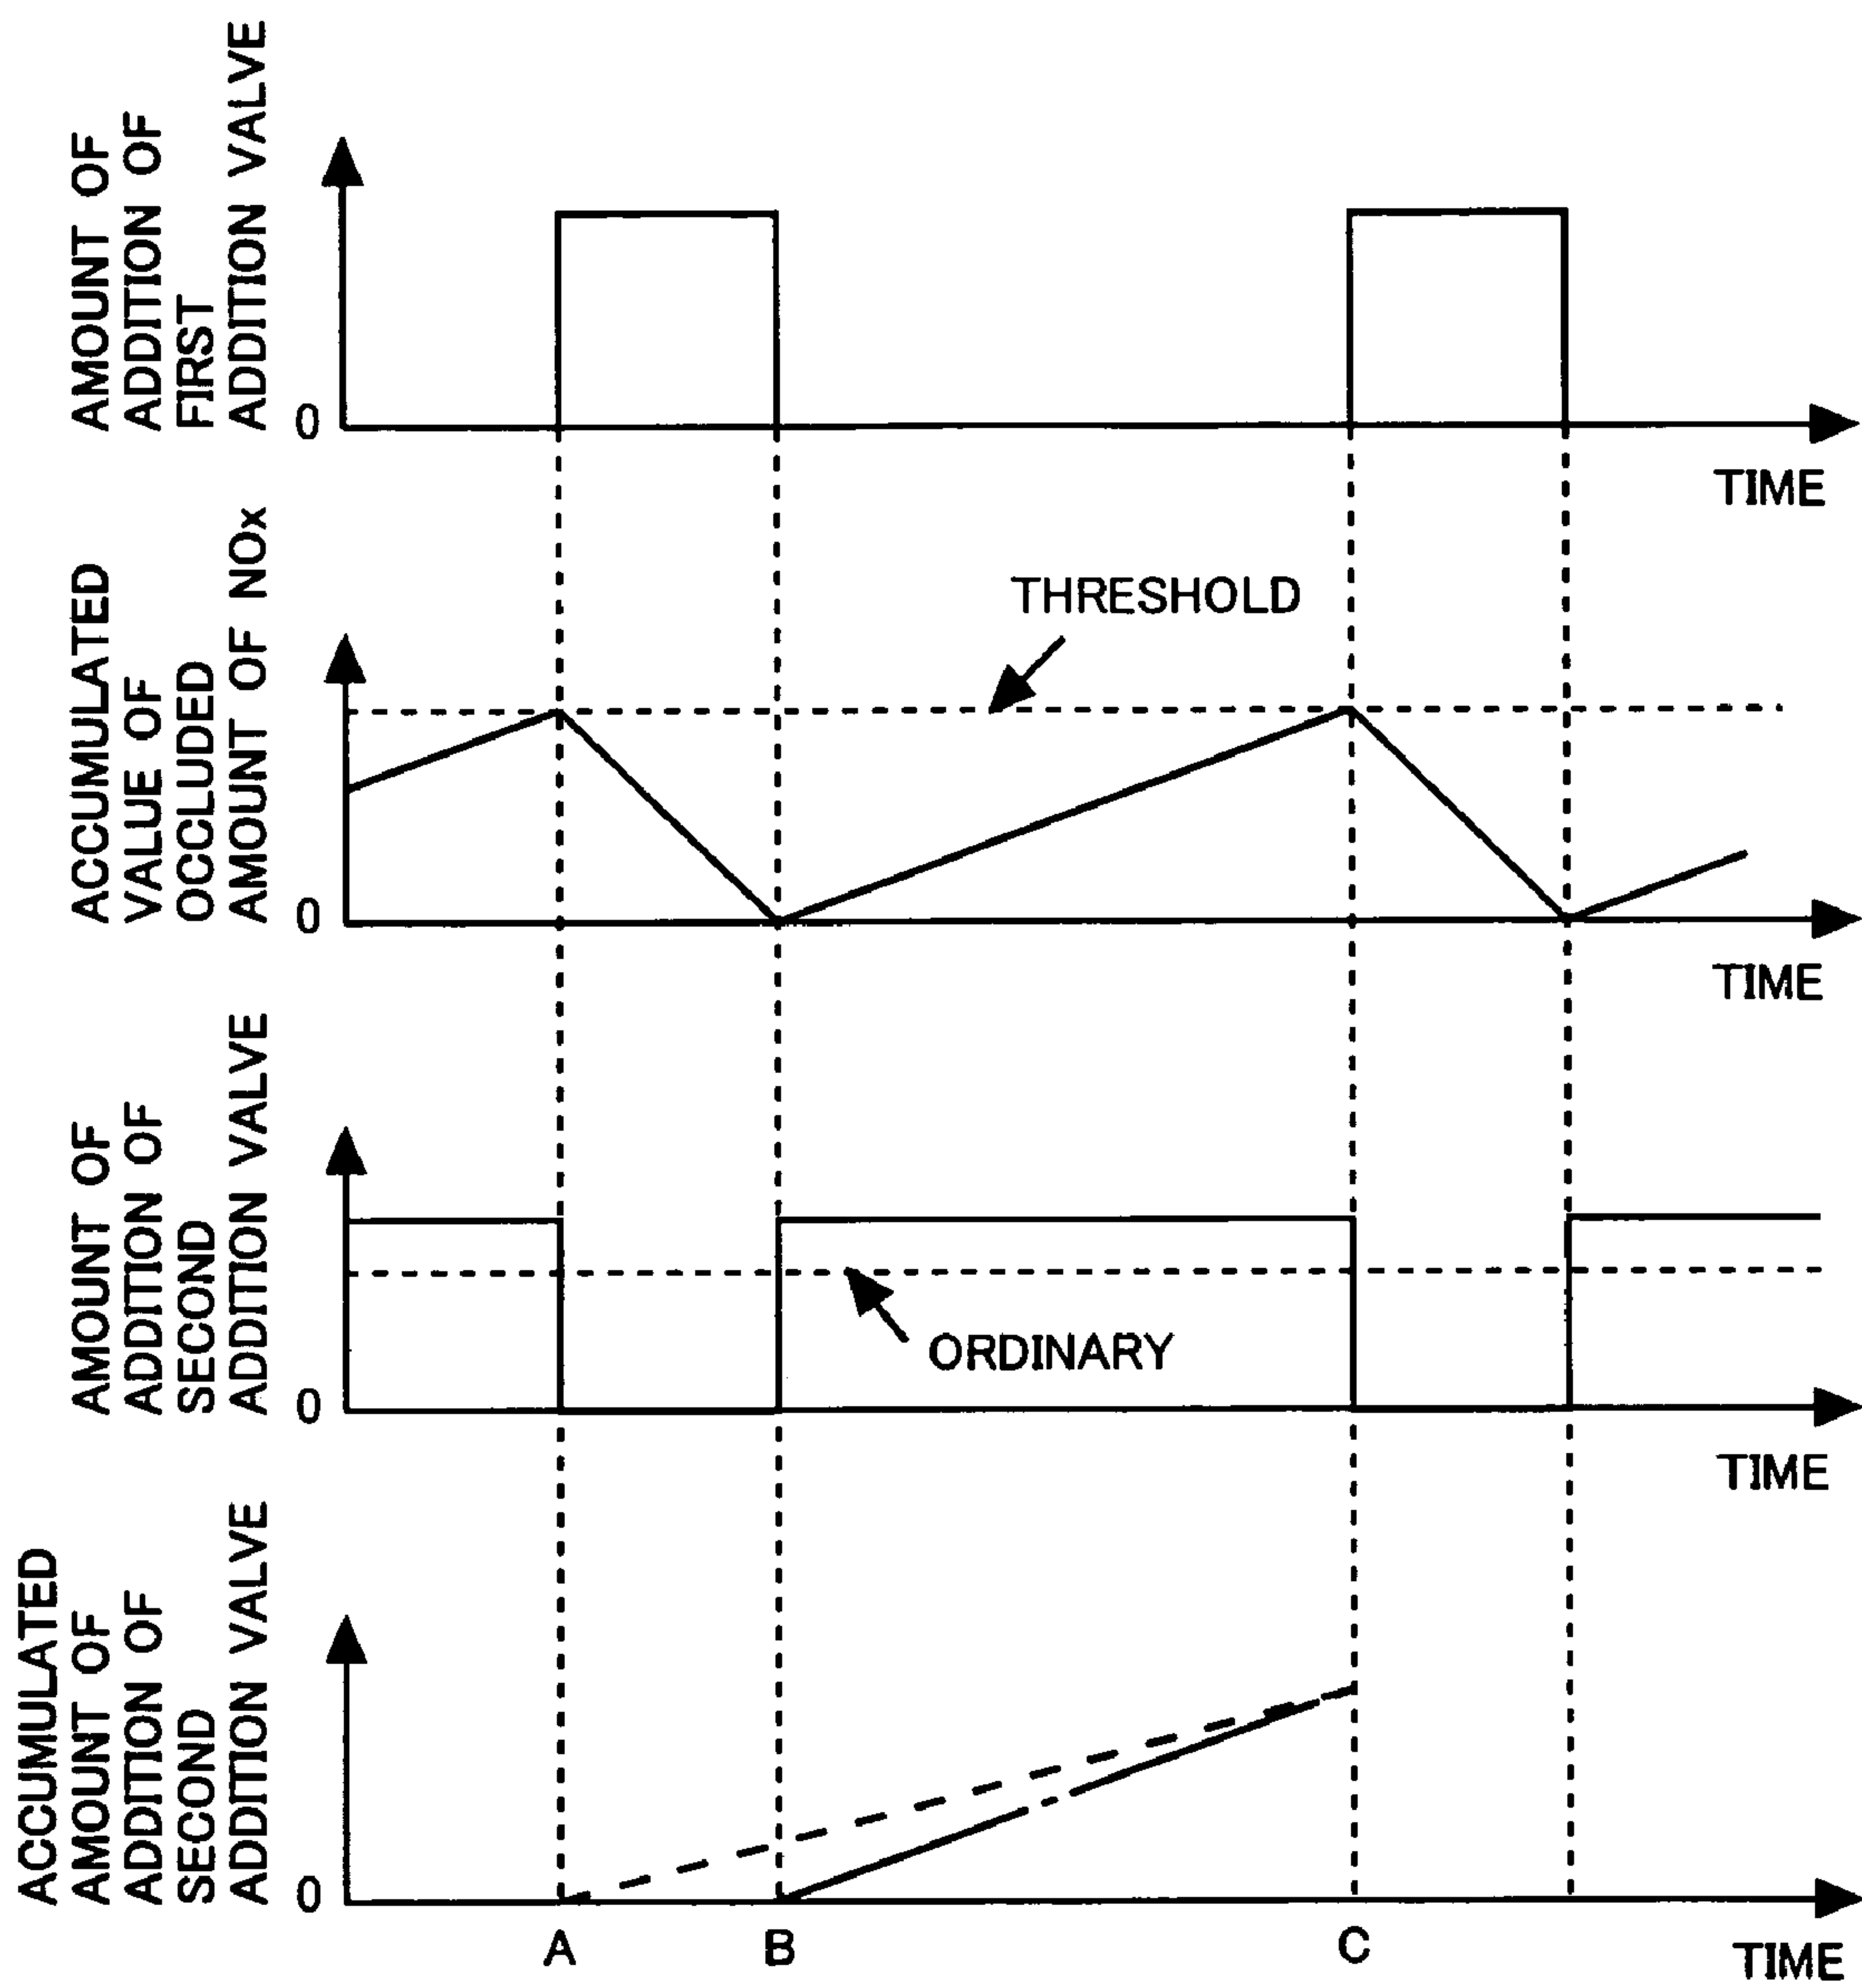 AMOUNT OF
ADDITION OF
FIRST
ADDITION VALVE
0
TIME
ACCUMULATED
VALUE OF
OCCLUDED
AMOUNT OF NOx
THRESHOLD
0
TIME
AMOUNT OF
ADDITION OF
SECOND
ADDITION VALVE
ORDINARY
0
TIME
ACCUMULATED
AMOUNT OF
ADDITION OF
SECOND
ADDITION VALVE
0
A
B
C
TIME